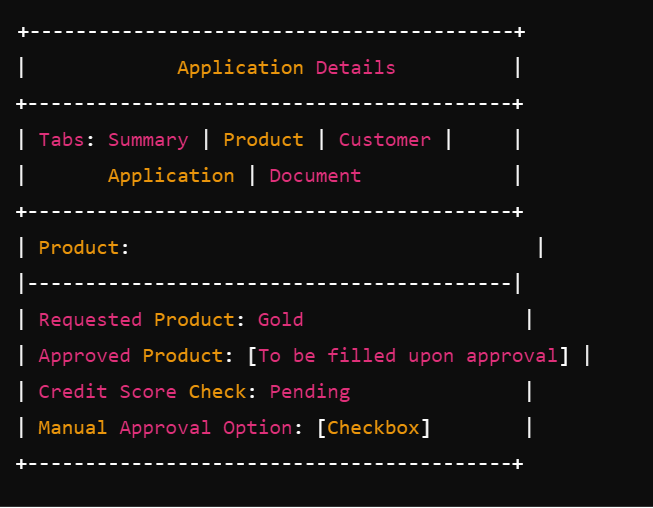 +------------------------------------------+
|             Application Details          |
+------------------------------------------+
| Tabs: Summary | Product | Customer |     |
|       Application | Document             |
+------------------------------------------+
| Product:                                   |
|------------------------------------------|
| Requested Product: Gold                   |
| Approved Product: [To be filled upon approval] |
| Credit Score Check: Pending               |
| Manual Approval Option: [Checkbox]        |
+------------------------------------------+